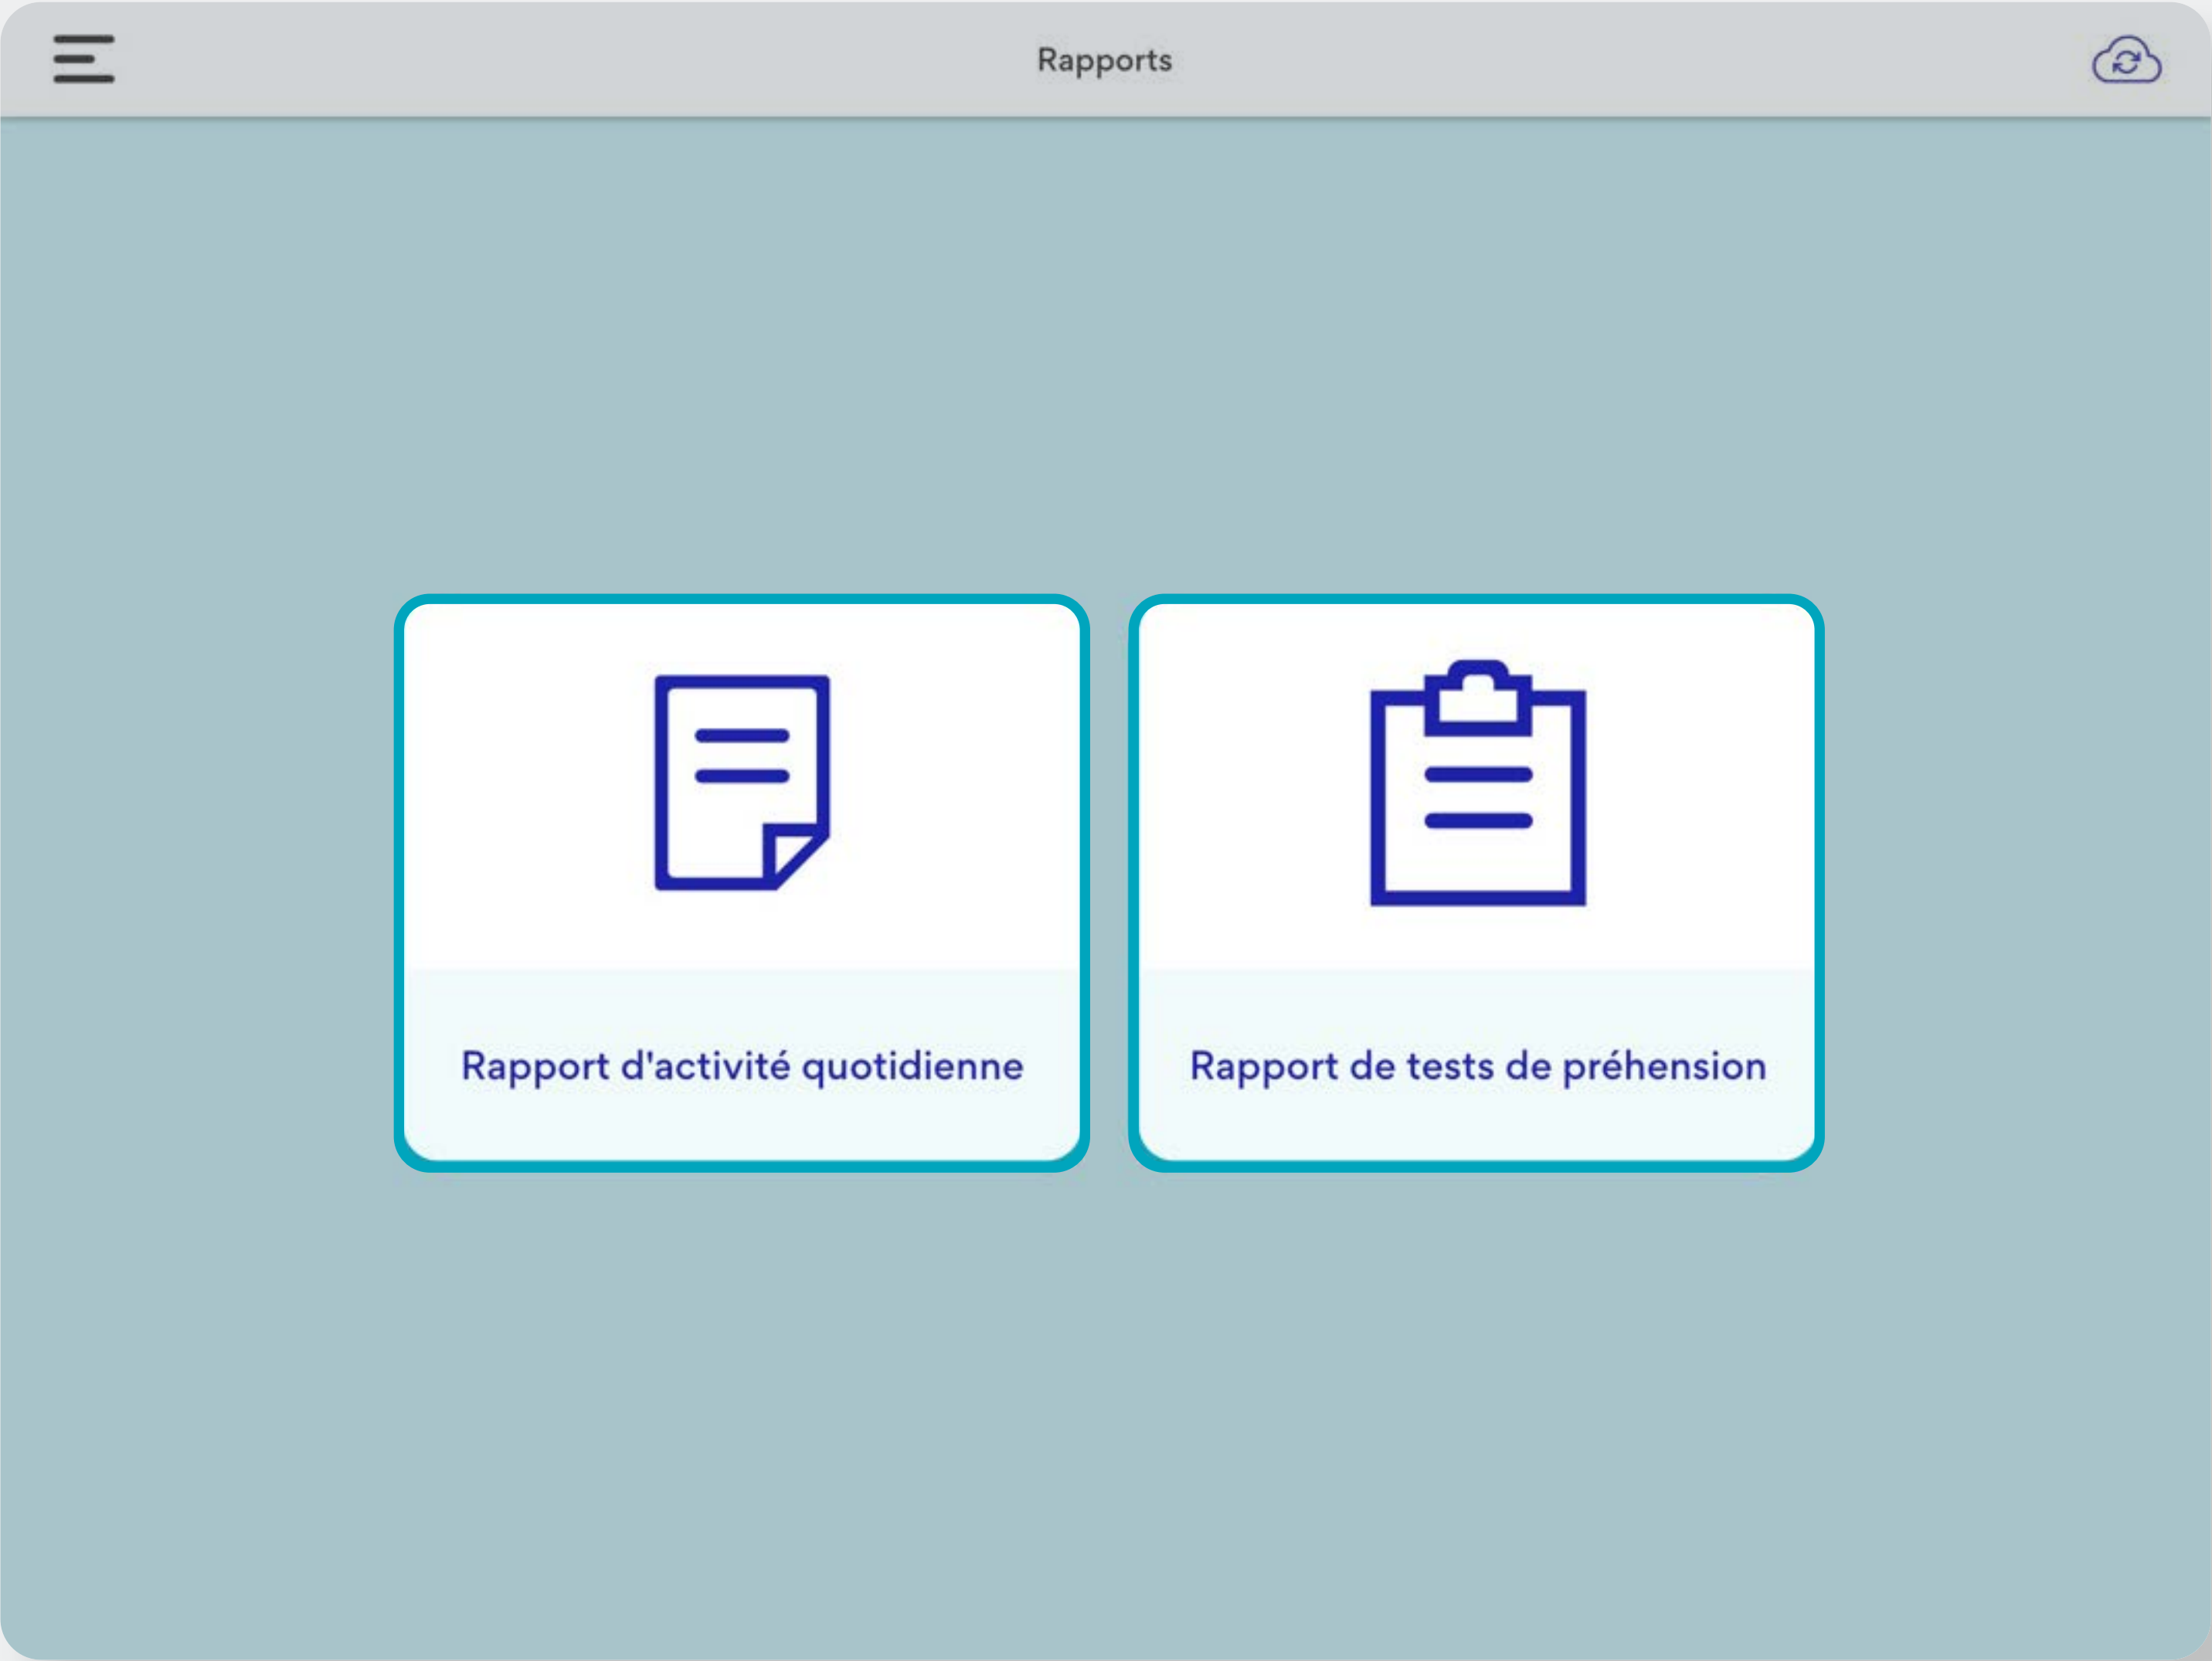 Rapports
Rapport d'activité quotidienne
Rapport de tests de préhension